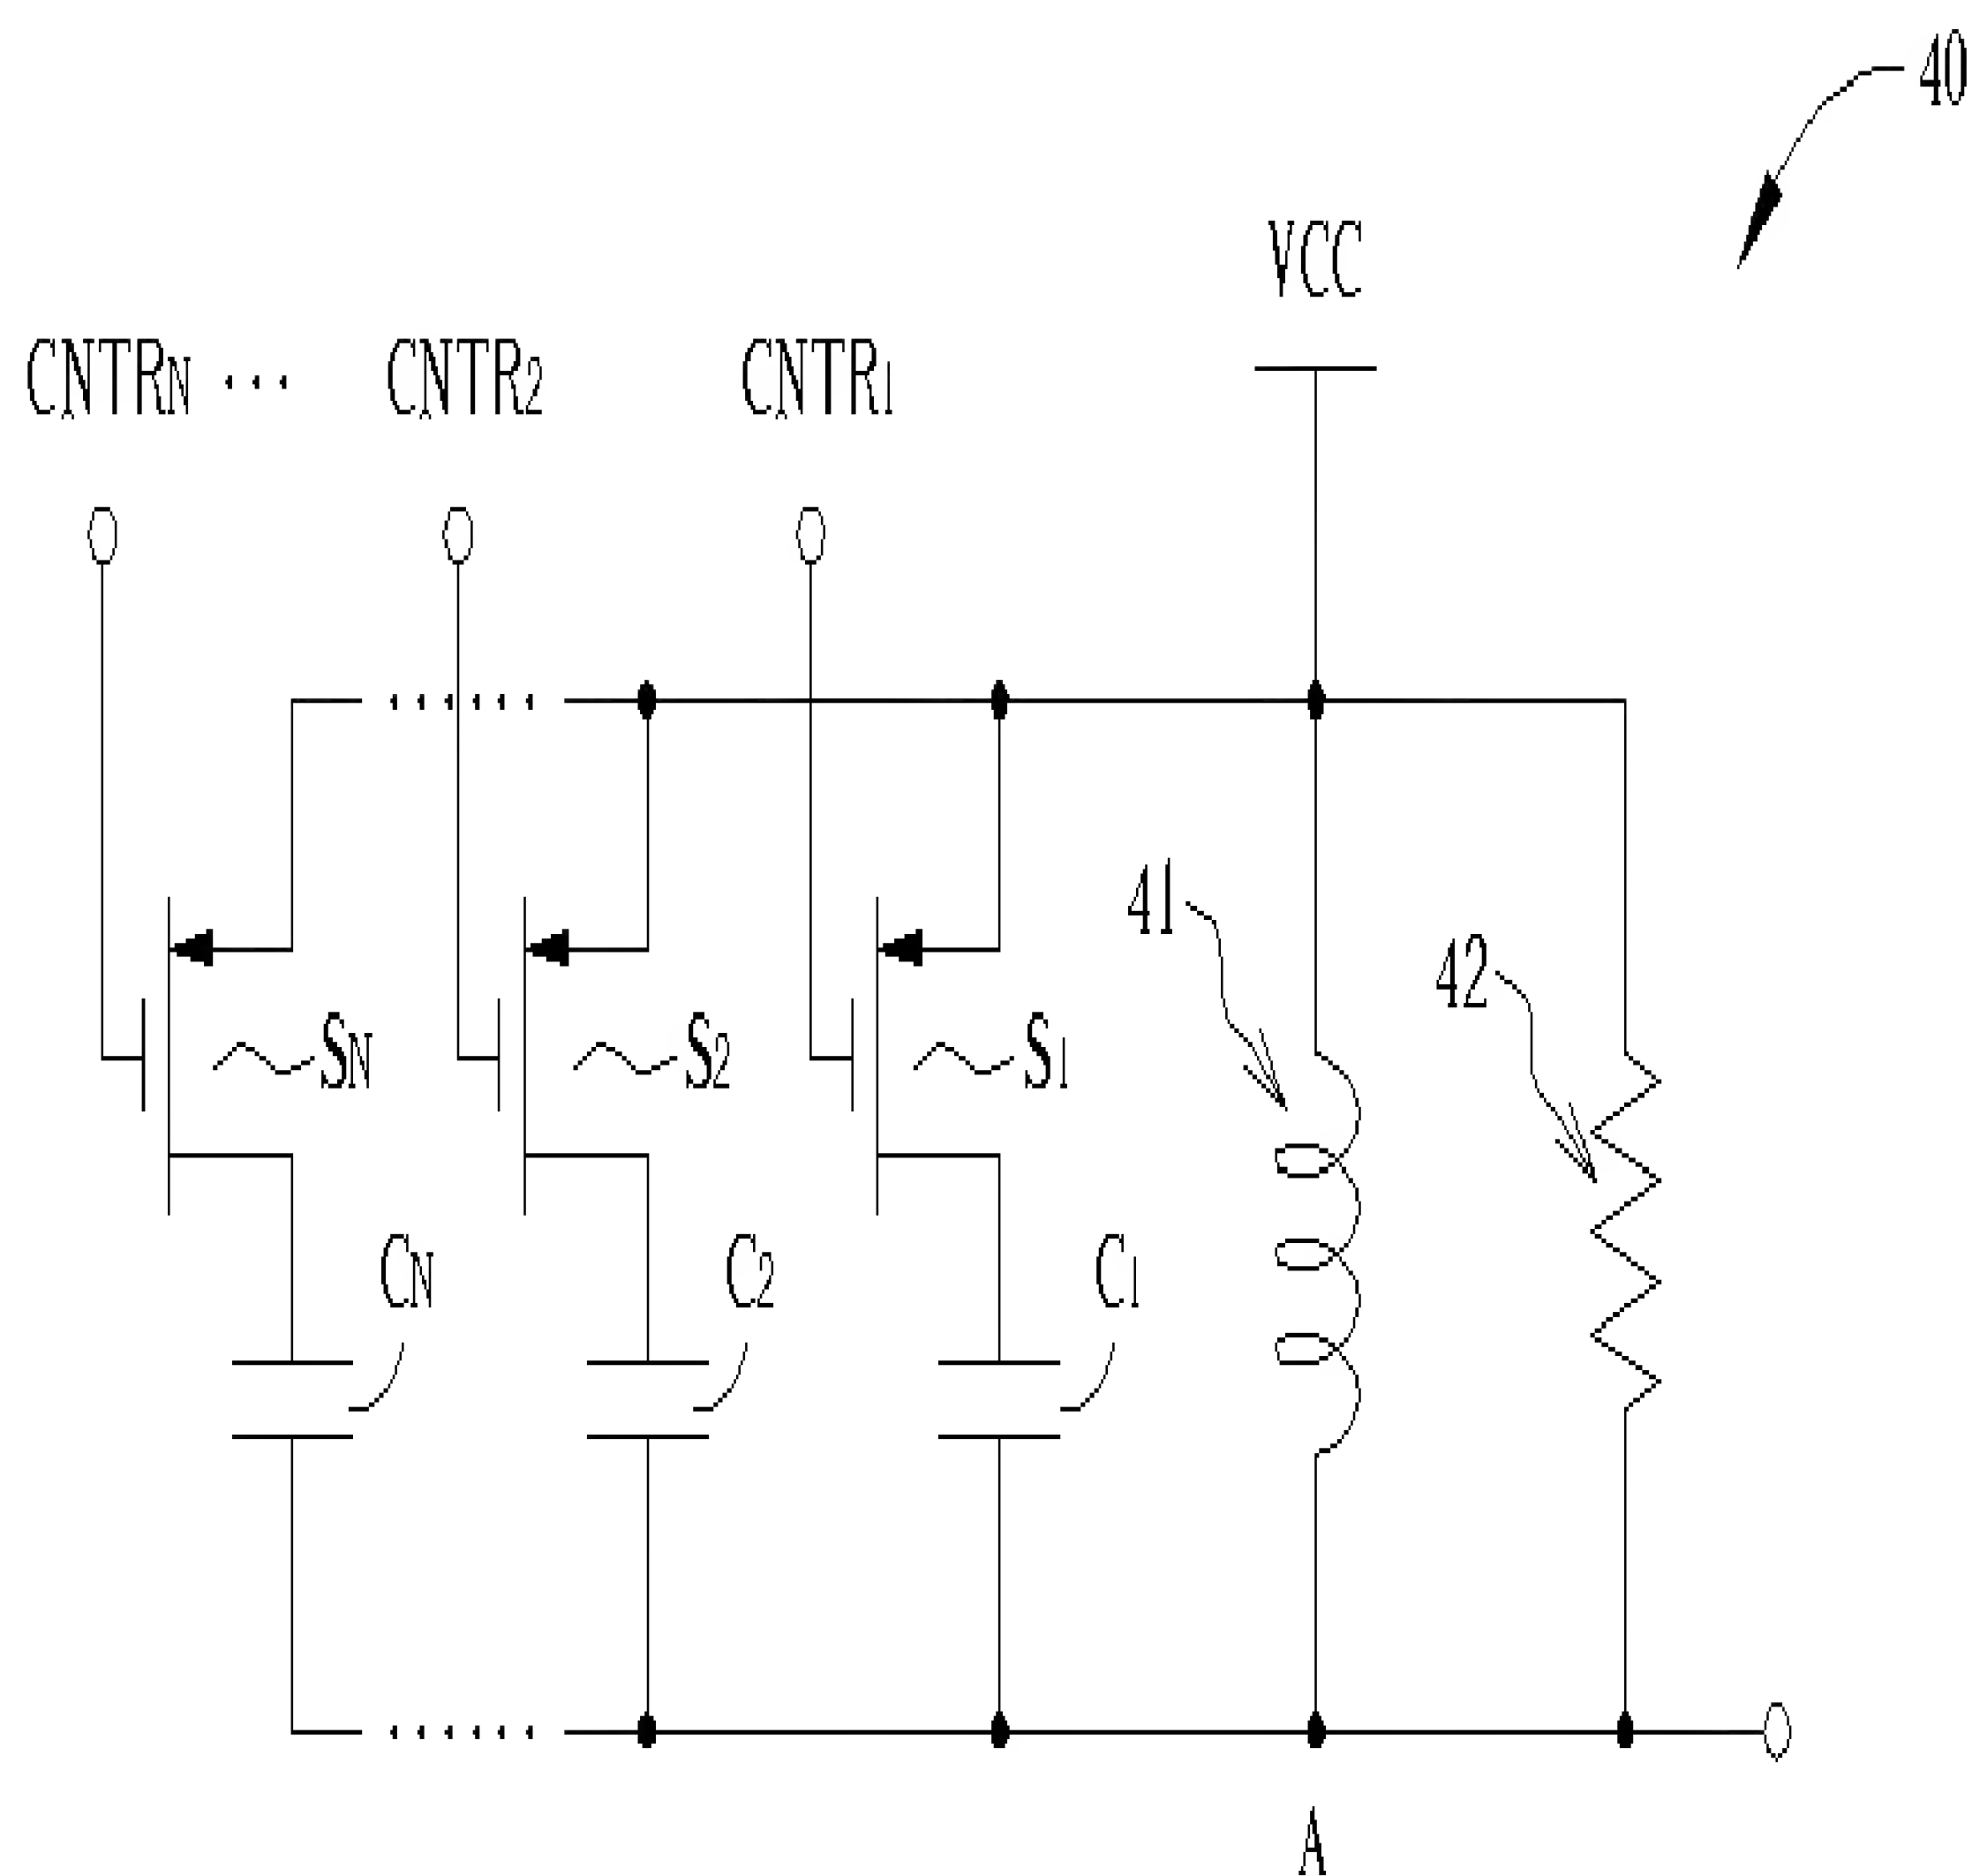 40
VCC
CNTRN ··· CNTR2 CNTR1
41
42
SN S2 S1
CN C2 C1
A